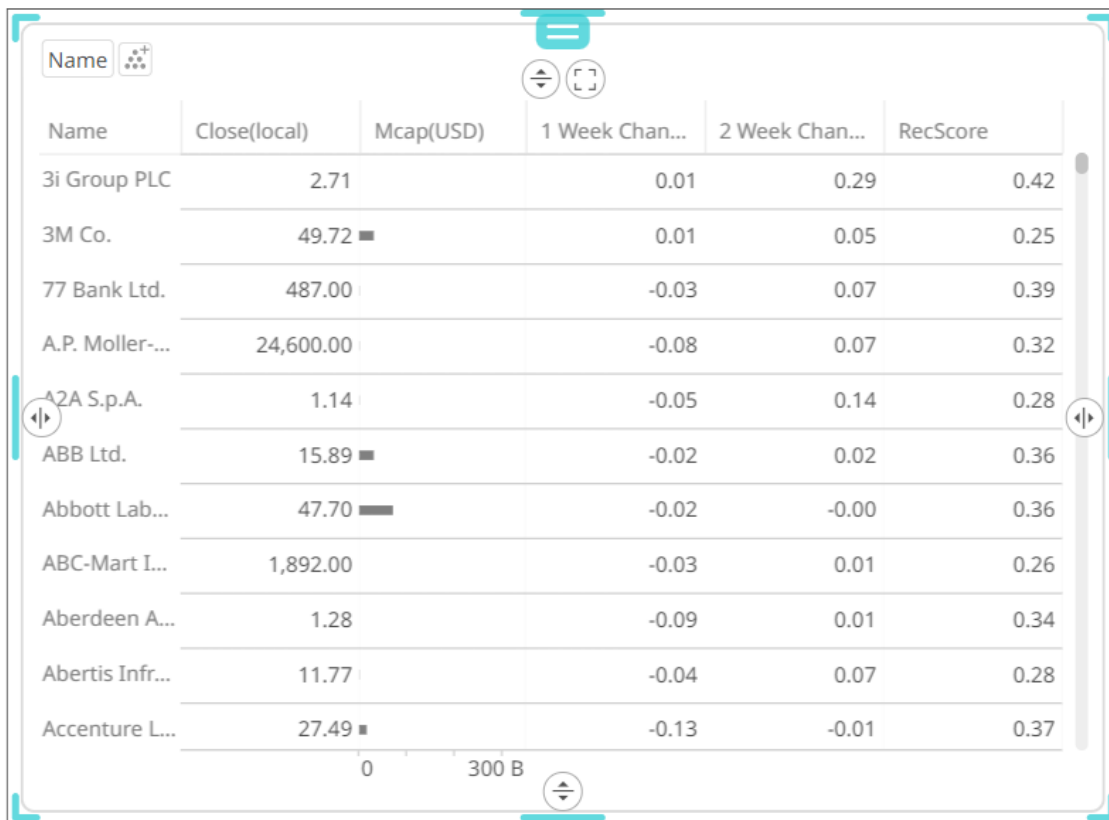 Name
Name Close(local) Mcap(USD) 1 Week Chan... 2 Week Chan... RecScore
3i Group PLC 2.71 0.01 0.29 0.42
3M Co. 49.72 0.01 0.05 0.25
77 Bank Ltd. 487.00 -0.03 0.07 0.39
A.P. Moller-... 24,600.00 -0.08 0.07 0.32
A2A S.p.A. 1.14 -0.05 0.14 0.28
ABB Ltd. 15.89 -0.02 0.02 0.36
Abbott Lab... 47.70 -0.02 -0.00 0.36
ABC-Mart I... 1,892.00 -0.03 0.01 0.26
Aberdeen A... 1.28 -0.09 0.01 0.34
Abertis Infr... 11.77 -0.04 0.07 0.28
Accenture L... 27.49 -0.13 -0.01 0.37
0 300 B